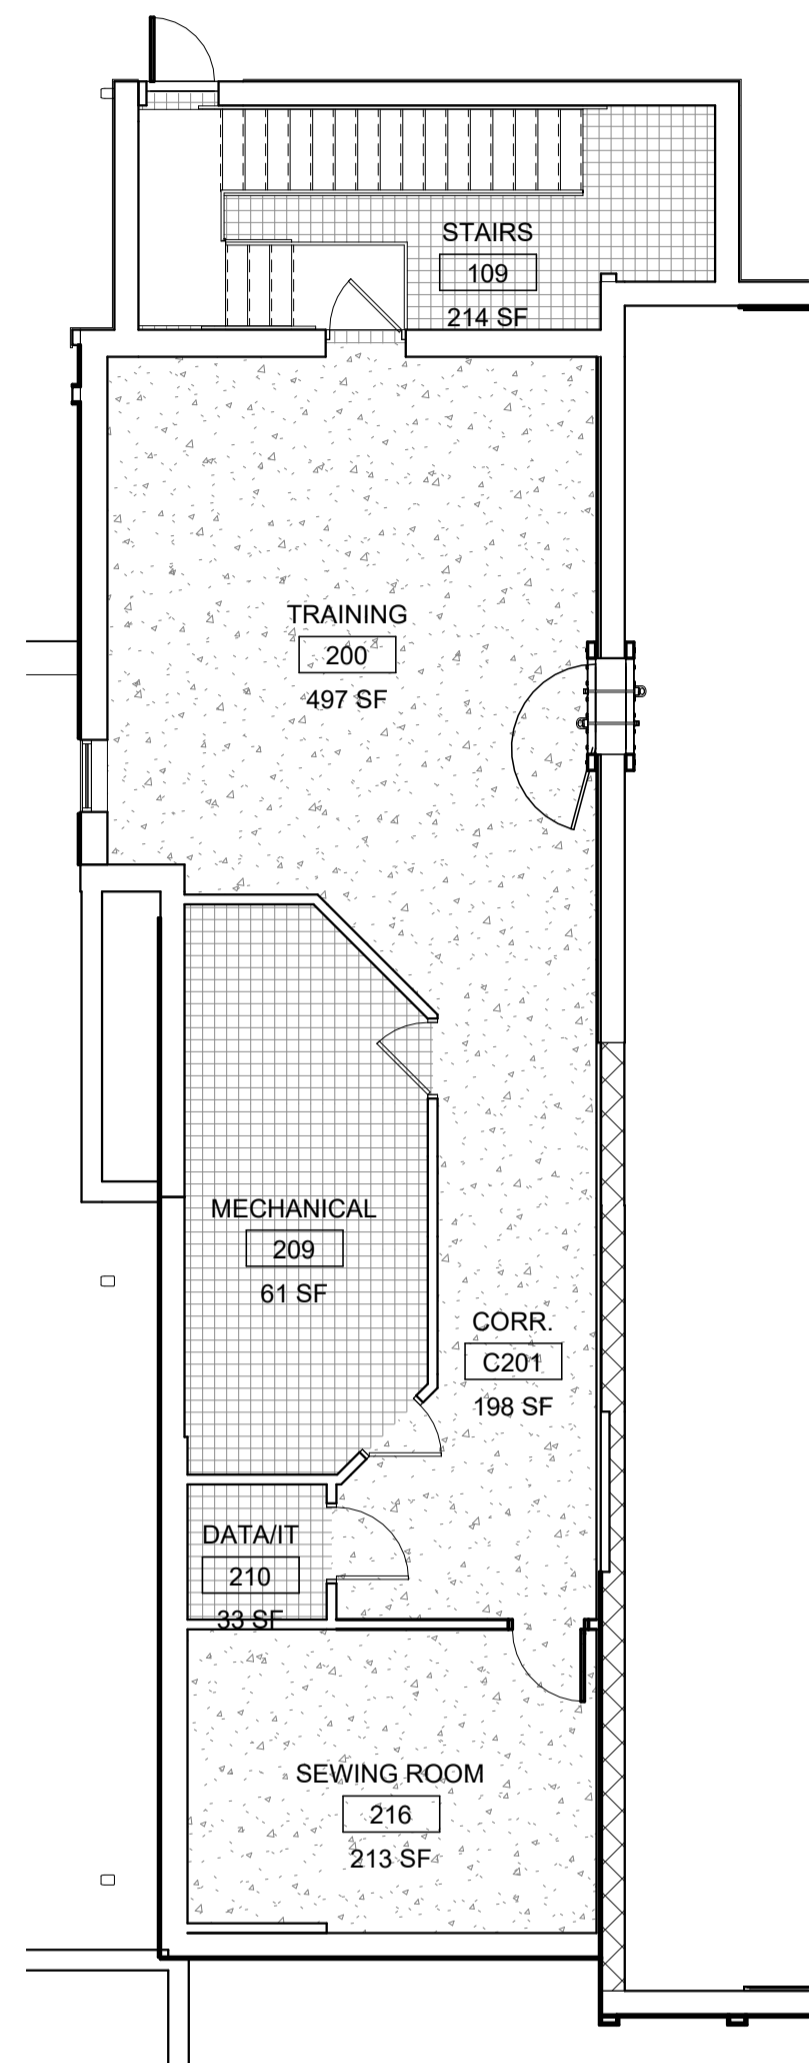 STAIRS
109
214 SF
TRAINING
200
497 SF
MECHANICAL
209
61 SF
CORR.
C201
198 SF
DATA/IT
210
33 SF
SEWING ROOM
216
213 SF